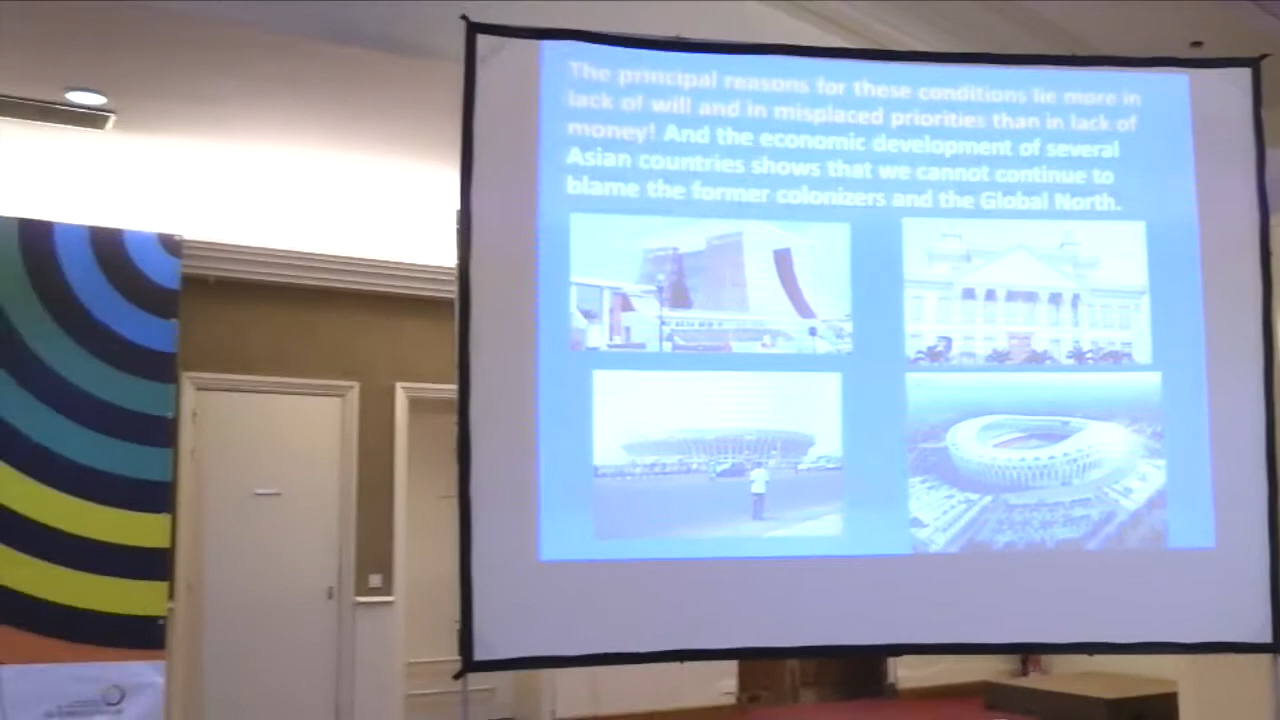 The principal reasons for these conditions lie more in
lack of will and in misplaced priorities than in lack of
money! And the economic development of several
Asian countries shows that we cannot continue to
blame the former colonizers and the Global North.